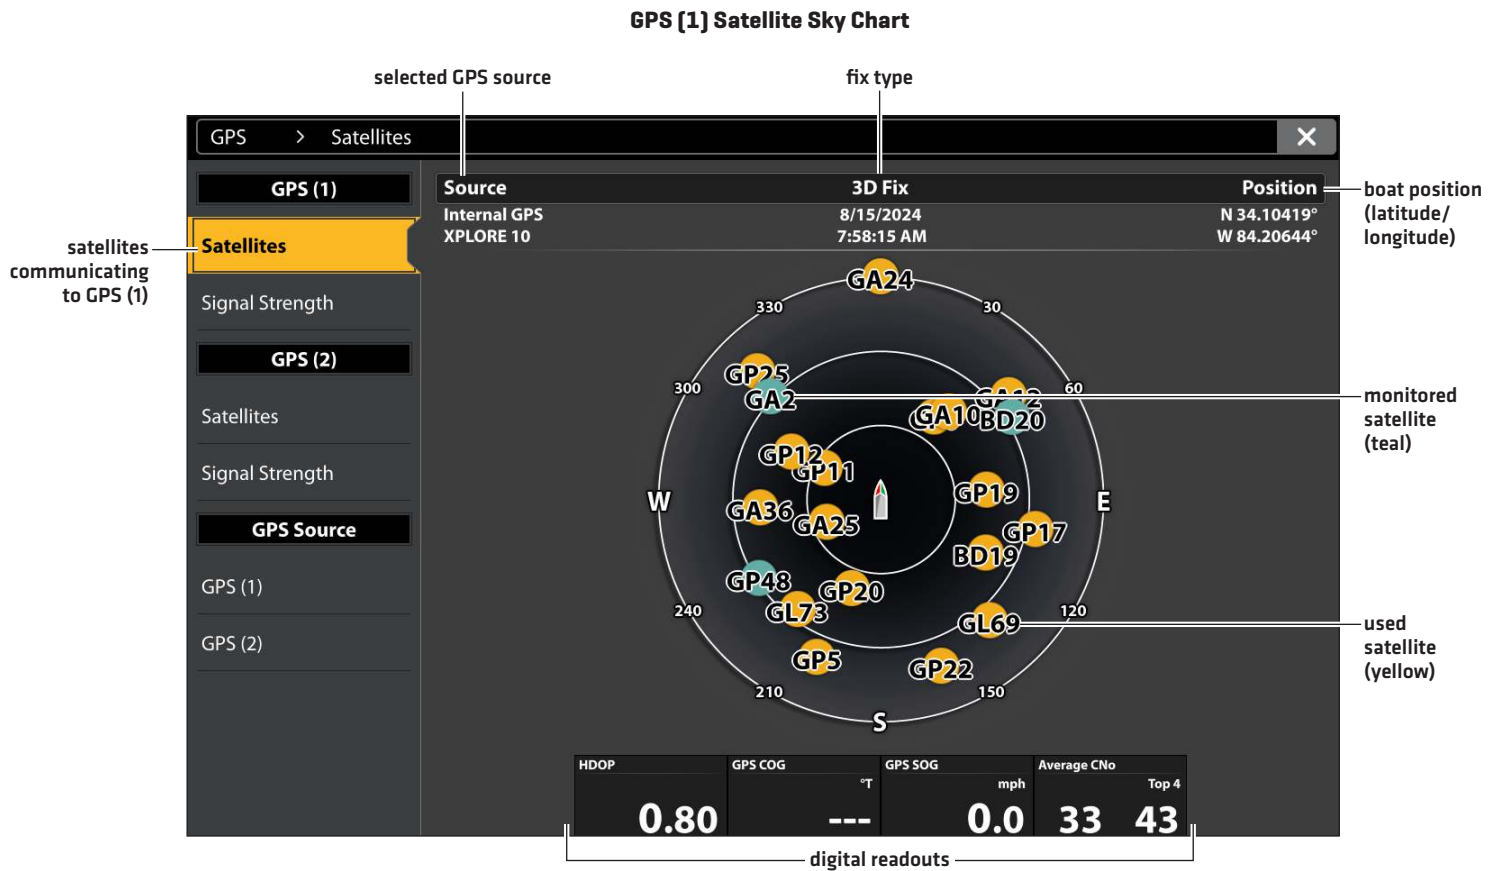 GPS (1) Satellite Sky Chart
selected GPS source
fix type
GPS > Satellites
GPS (1)
Satellites
Signal Strength
GPS (2)
Satellites
Signal Strength
GPS Source
GPS (1)
GPS (2)
satellites
communicating
to GPS (1)
Source 3D Fix Position
Internal GPS 8/15/2024 N 34.10419°
XPLORE 10 7:58:15 AM W 84.20644°
boat position
(latitude/
longitude)
GA24
330 30
GP25
300 60
GA2 GA12
GA10 BD20
GP12
GP11
GP19
W E
GA36
GA25
GP17
BD19
GP48
GP20
240 120
GL73
GL69
GP5
GP22
210 150
S
monitored
satellite
(teal)
used
satellite
(yellow)
HDOP GPS COG GPS SOG Average CNo
°T mph Top 4
0.80 --- 0.0 33 43
digital readouts